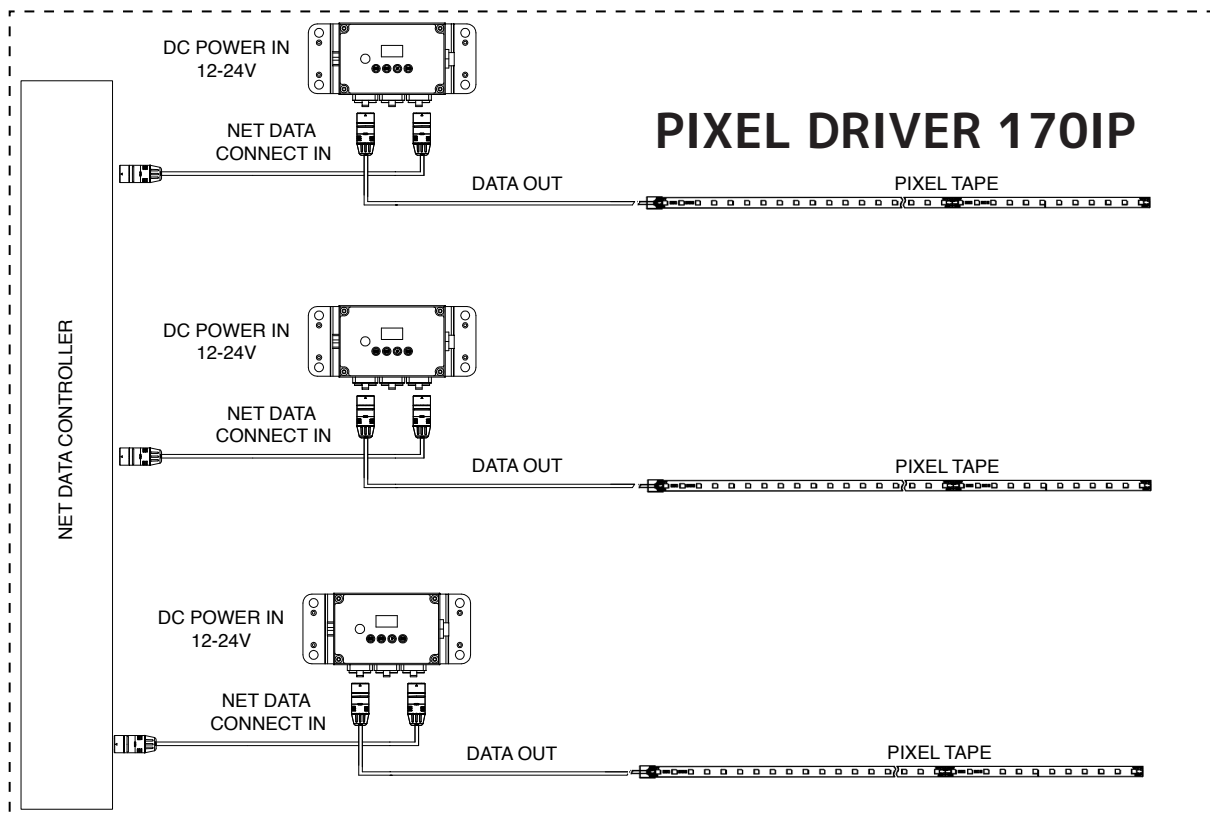 DC POWER IN
12-24V
PIXEL DRIVER 170IP
NET DATA
CONNECT IN
DATA OUT
PIXEL TAPE
NET DATA CONTROLLER
DC POWER IN
12-24V
NET DATA
CONNECT IN
DATA OUT
PIXEL TAPE
DC POWER IN
12-24V
NET DATA
CONNECT IN
DATA OUT
PIXEL TAPE